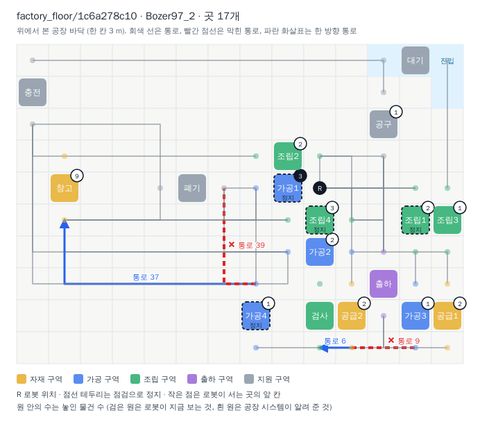 factory_floor/1c6a278c10 · Bozer97_2 · 곳 17개
위에서 본 공장 바닥 (한 칸 3 m). 회색 선은 통로, 빨간 점선은 막힌 통로, 파란 화살표는 한 방향 통로
대기
진입
충전
공구
1
조립2
2
창고
9
폐기
가공1
정지
3
R
조립4
정지
3
조립1
정지
2
조립3
1
통로 39
가공2
2
통로 37
출하
가공4
정지
1
검사
공급2
2
가공3
1
공급1
2
통로 6
통로 9
자재 구역
가공 구역
조립 구역
출하 구역
지원 구역
R 로봇 위치 · 점선 테두리는 점검으로 정지 · 작은 점은 로봇이 서는 곳의 앞 칸
원 안의 수는 놓인 물건 수 (검은 원은 로봇이 지금 보는 것, 흰 원은 공장 시스템이 알려 준 것)